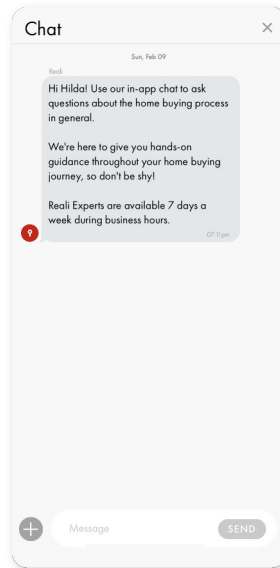 Chat
Sun, Feb 09
Reali
Hi Hilda! Use our in-app chat to ask
questions about the home buying process
in general.
We're here to give you hands-on
guidance throughout your home buying
journey, so don't be shy!
Reali Experts are available 7 days a
week during business hours.
07:11pm
Message
SEND